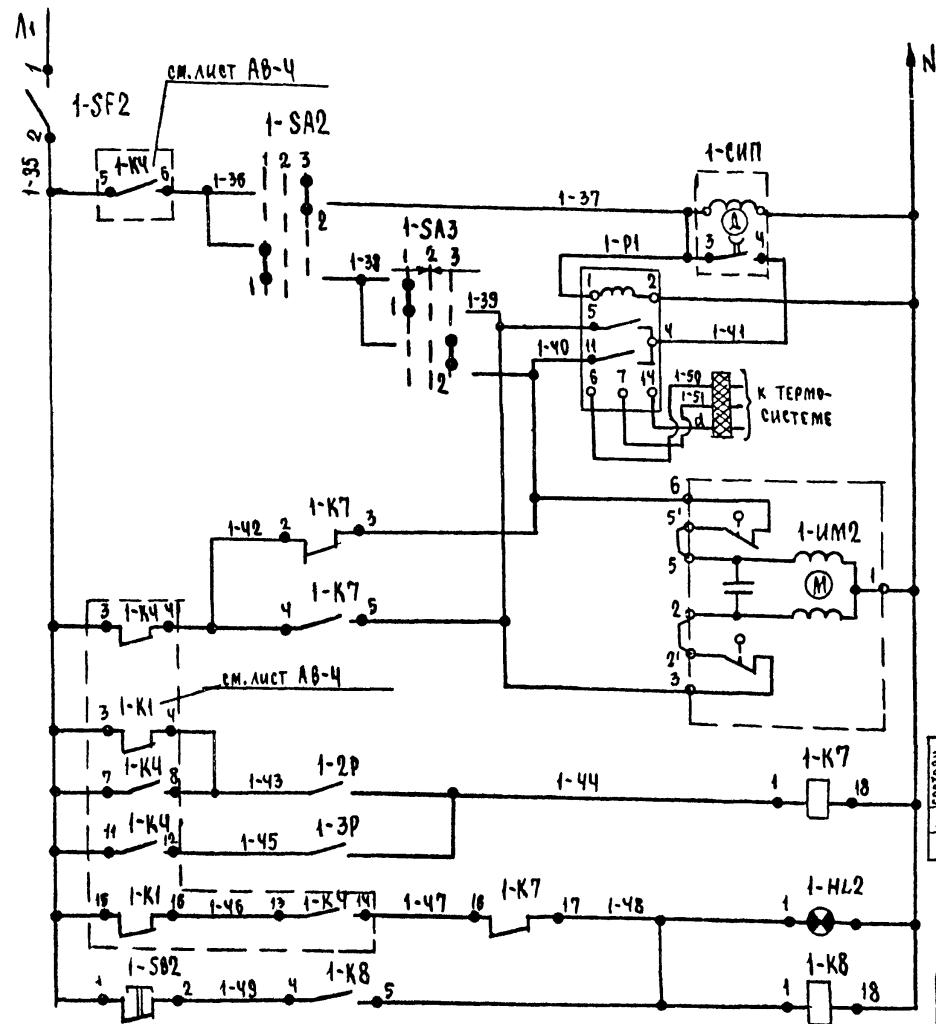 Л1
N
1
см. лист АВ-4
1-SF2
2
1-SA2
1-35
5
1-К4
6
1-36
1 2 3
2
1
1-СИП
1-37
Д
3
4
1-SA3
1-38
1 2 3
1
2
1-39
1-Р1
1
2
5
4
1-41
1-40
11
6
7
14
1-50
1-51
d
К ТЕРМО-
СИСТЕМЕ
6
5'
5
2
2'
3
1-ИМ2
М
1
1-42
2
1-К7
3
3
1-К4
4
4
1-К7
5
см. лист АВ-4
3
1-К1
4
7
1-К4
8
1-43
1-2Р
1-44
1
1-К7
18
11
1-К4
12
1-45
1-3Р
15
1-К1
16
1-46
13
1-К4
14
1-47
16
1-К7
17
1-48
1
1-HL2
1
1-SB2
2
1-49
4
1-К8
5
1
1-К8
18